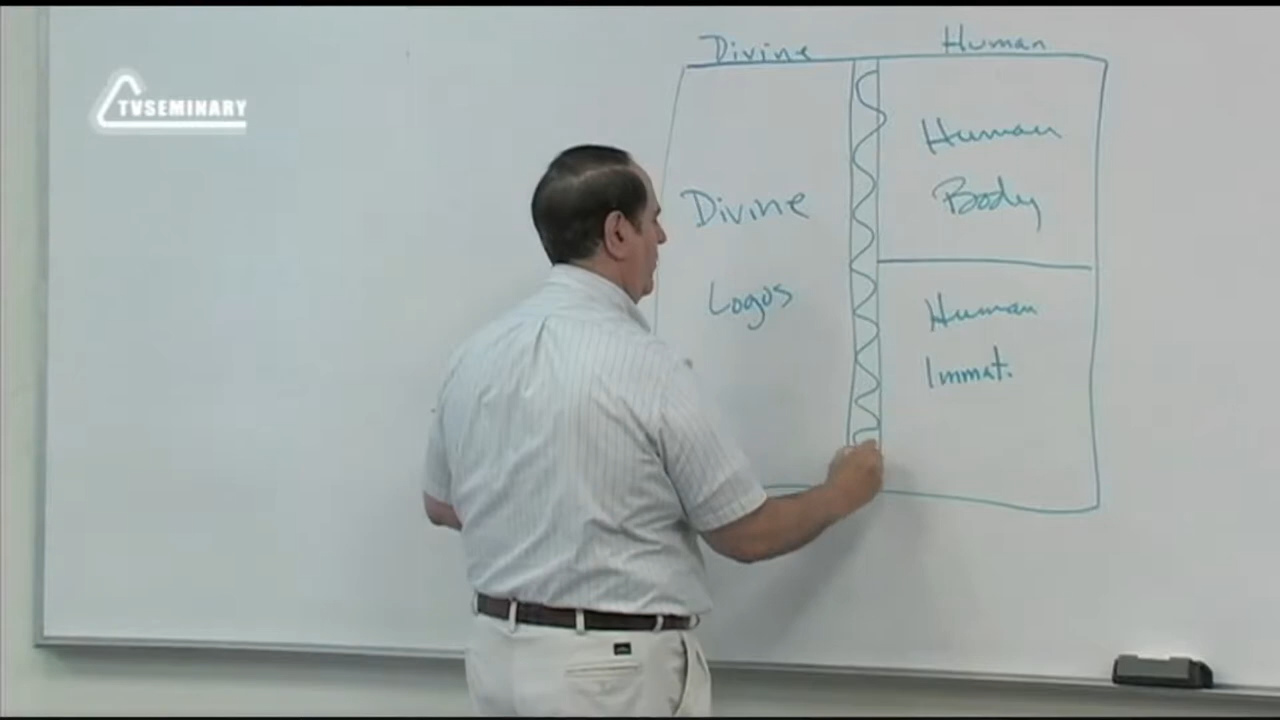 TVSEMINARY
Divine
Human
Divine
Logos
Human
Body
Human
Immat.